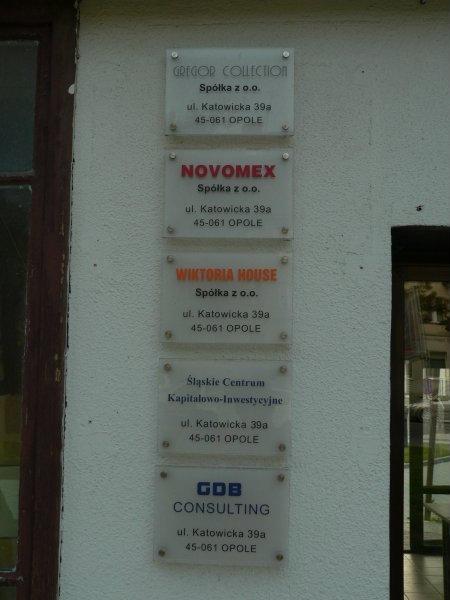 GREGOR COLLECTION
Spółka z o.o.
ul. Katowicka 39a
45-061 OPOLE
NOVOMEX
Spółka z o.o.
ul. Katowicka 39a
45-061 OPOLE
WIKTORIA HOUSE
Spółka z o.o.
ul. Katowicka 39a
45-061 OPOLE
Śląskie Centrum
Kapitałowo-Inwestycyjne
ul. Katowicka 39a
45-061 OPOLE
GDB
CONSULTING
ul. Katowicka 39a
45-061 OPOLE